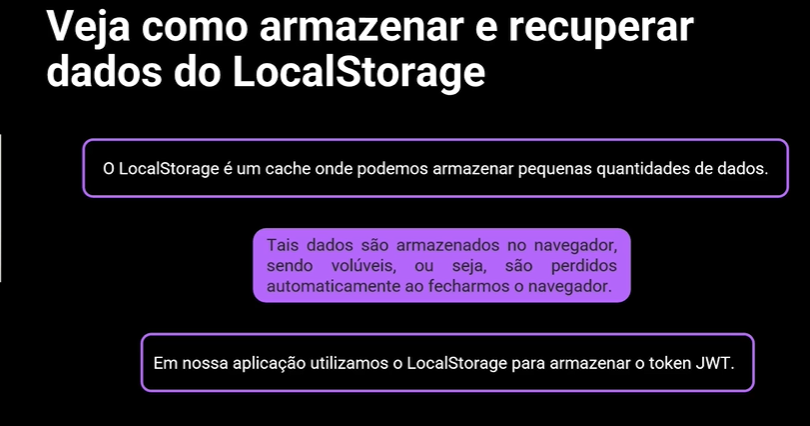 Veja como armazenar e recuperar
dados do LocalStorage
O LocalStorage é um cache onde podemos armazenar pequenas quantidades de dados.
Tais dados são armazenados no navegador,
sendo volúveis, ou seja, são perdidos
automaticamente ao fecharmos o navegador.
Em nossa aplicação utilizamos o LocalStorage para armazenar o token JWT.